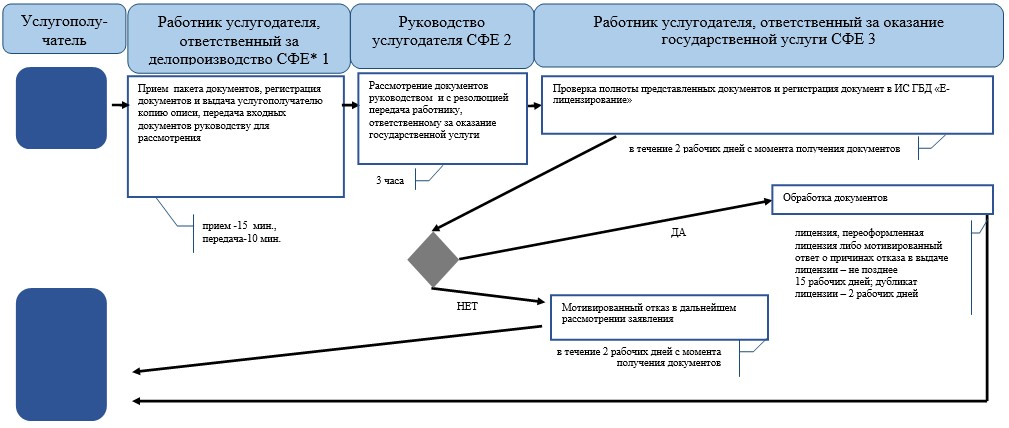 Услугополу-
чатель
Работник услугодателя,
ответственный за
делопроизводство СФЕ* 1
Руководство
услугодателя СФЕ 2
Работник услугодателя, ответственный за оказание
государственной услуги СФЕ 3
Прием пакета документов, регистрация
документов и выдача услугополучателю
копию описи, передача входных
документов руководству для
рассмотрения
Рассмотрение документов
руководством и с резолюцией
передача работнику,
ответственному за оказание
государственной услуги
Проверка полноты представленных документов и регистрация документ в ИС ГБД «Е-
лицензирование»
в течение 2 рабочих дней с момента получения документов
3 часа
прием -15 мин.,
передача-10 мин.
Обработка документов
ДА
лицензия, переоформленная
лицензия либо мотивированный
ответ о причинах отказа в выдаче
лицензии – не позднее
15 рабочих дней; дубликат
лицензии – 2 рабочих дней
НЕТ
Мотивированный отказ в дальнейшем
рассмотрении заявления
в течение 2 рабочих дней с момента
получения документов